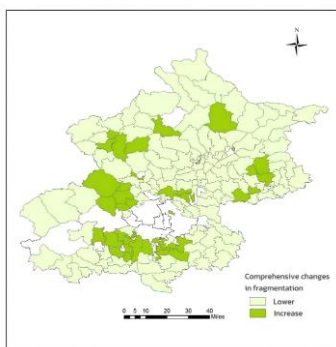 N
Comprehensive changes
in fragmentation
Lower
Increase
0 5 10 20 30 40
Miles